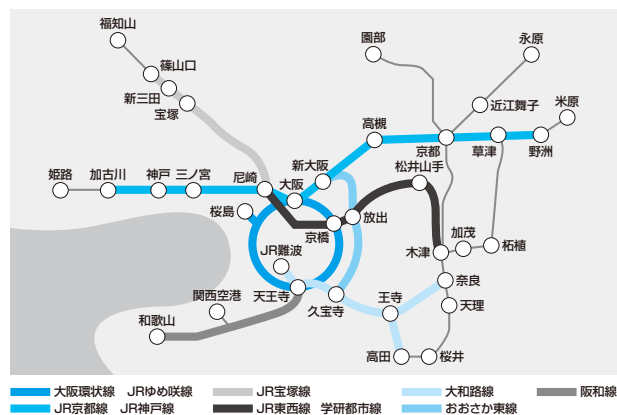 福知山
園部
永原
篠山口
新三田
近江舞子
米原
宝塚
高槻
京都
草津
野洲
新大阪
松井山手
姫路
加古川
神戸
三ノ宮
尼崎
大阪
桜島
放出
京橋
加茂
JR難波
木津
柘植
奈良
関西空港
天王寺
久宝寺
王寺
天理
和歌山
高田
桜井
大阪環状線 JRゆめ咲線 JR宝塚線 大和路線 阪和線
JR京都線 JR神戸線 JR東西線 学研都市線 おおさか東線